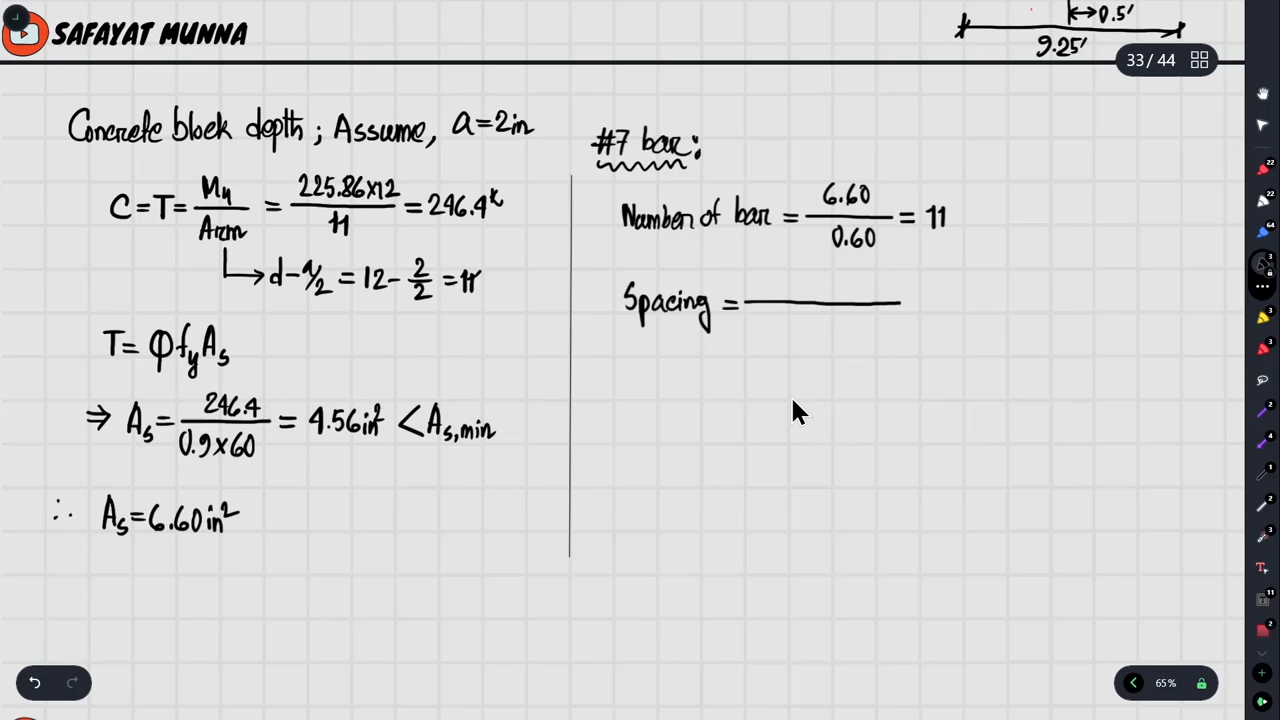 SAFAYAT MUNNA
0.5'
9.25'
33 / 44
Concrete block depth ; Assume, a=2in
C=T= Mu/Arm = 225.86×12/11 = 246.4k
d-a/2 = 12- 2/2 = 11
T= φfyAs
⇒ As= 246.4/0.9×60 = 4.56in² <As,min
∴ As=6.60in²
#7 bar:
Number of bar = 6.60/0.60 = 11
Spacing =
65%